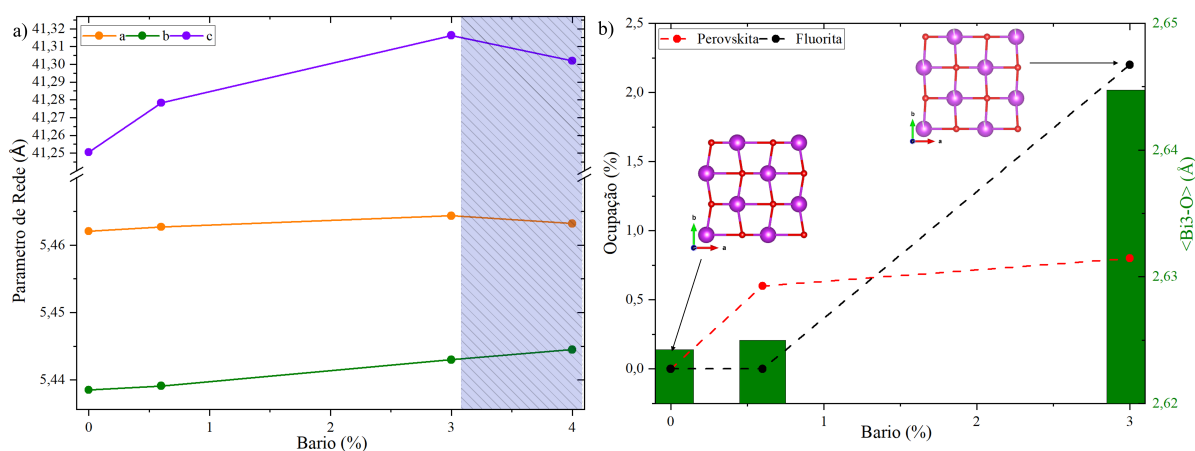 a)
a b c
41,32
41,31
41,30
41,29
41,28
41,27
41,26
41,25
5,46
5,45
5,44
Parametro de Rede (Å)
0 1 2 3 4
Bario (%)
b)
Perovskita Fluorita
2,5
2,0
1,5
1,0
0,5
0,0
Ocupação (%)
b
a
b
a
2,65
2,64
2,63
2,62
<Bi3-O> (Å)
0 1 2 3
Bario (%)